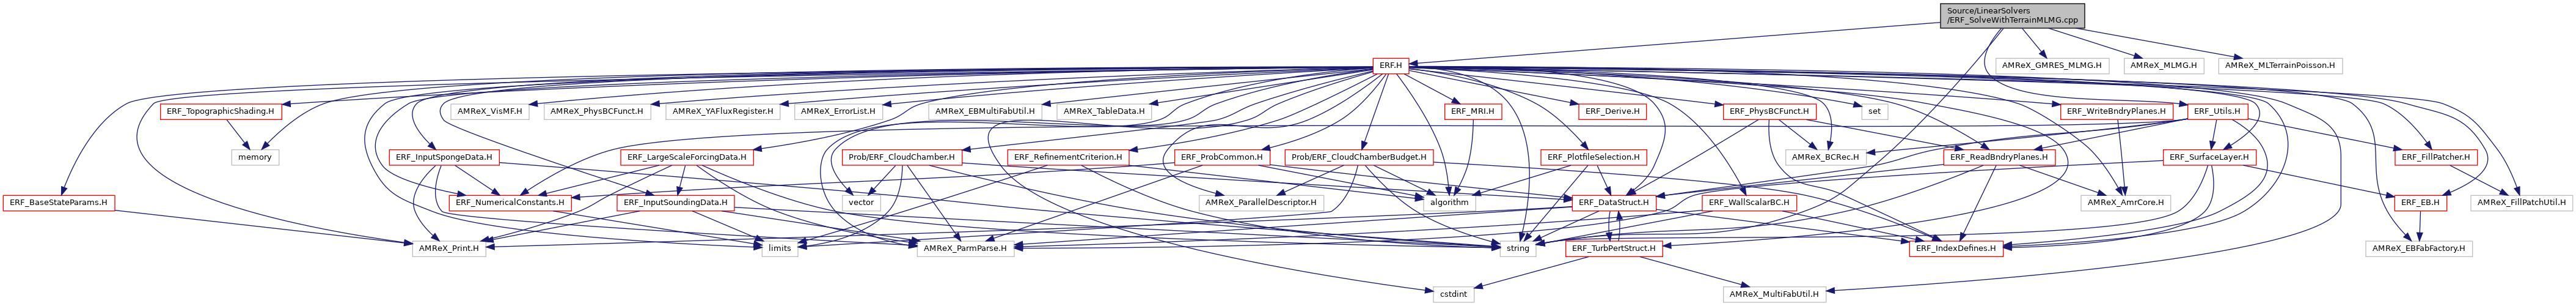 Source/LinearSolvers
/ERF_SolveWithTerrainMLMG.cpp
ERF.H
AMReX_GMRES_MLMG.H
AMReX_MLMG.H
AMReX_MLTerrainPoisson.H
ERF_TopographicShading.H
AMReX_VisMF.H
AMReX_PhysBCFunct.H
AMReX_YAFluxRegister.H
AMReX_ErrorList.H
AMReX_EBMultiFabUtil.H
AMReX_TableData.H
ERF_MRI.H
ERF_Derive.H
ERF_PhysBCFunct.H
set
ERF_WriteBndryPlanes.H
ERF_Utils.H
memory
ERF_InputSpongeData.H
ERF_LargeScaleForcingData.H
Prob/ERF_CloudChamber.H
ERF_RefinementCriterion.H
ERF_ProbCommon.H
Prob/ERF_CloudChamberBudget.H
ERF_PlotfileSelection.H
AMReX_BCRec.H
ERF_ReadBndryPlanes.H
ERF_SurfaceLayer.H
ERF_FillPatcher.H
ERF_BaseStateParams.H
ERF_NumericalConstants.H
ERF_InputSoundingData.H
vector
AMReX_ParallelDescriptor.H
algorithm
ERF_DataStruct.H
ERF_WallScalarBC.H
AMReX_AmrCore.H
ERF_EB.H
AMReX_FillPatchUtil.H
AMReX_Print.H
limits
AMReX_ParmParse.H
string
ERF_TurbPertStruct.H
ERF_IndexDefines.H
AMReX_EBFabFactory.H
cstdint
AMReX_MultiFabUtil.H